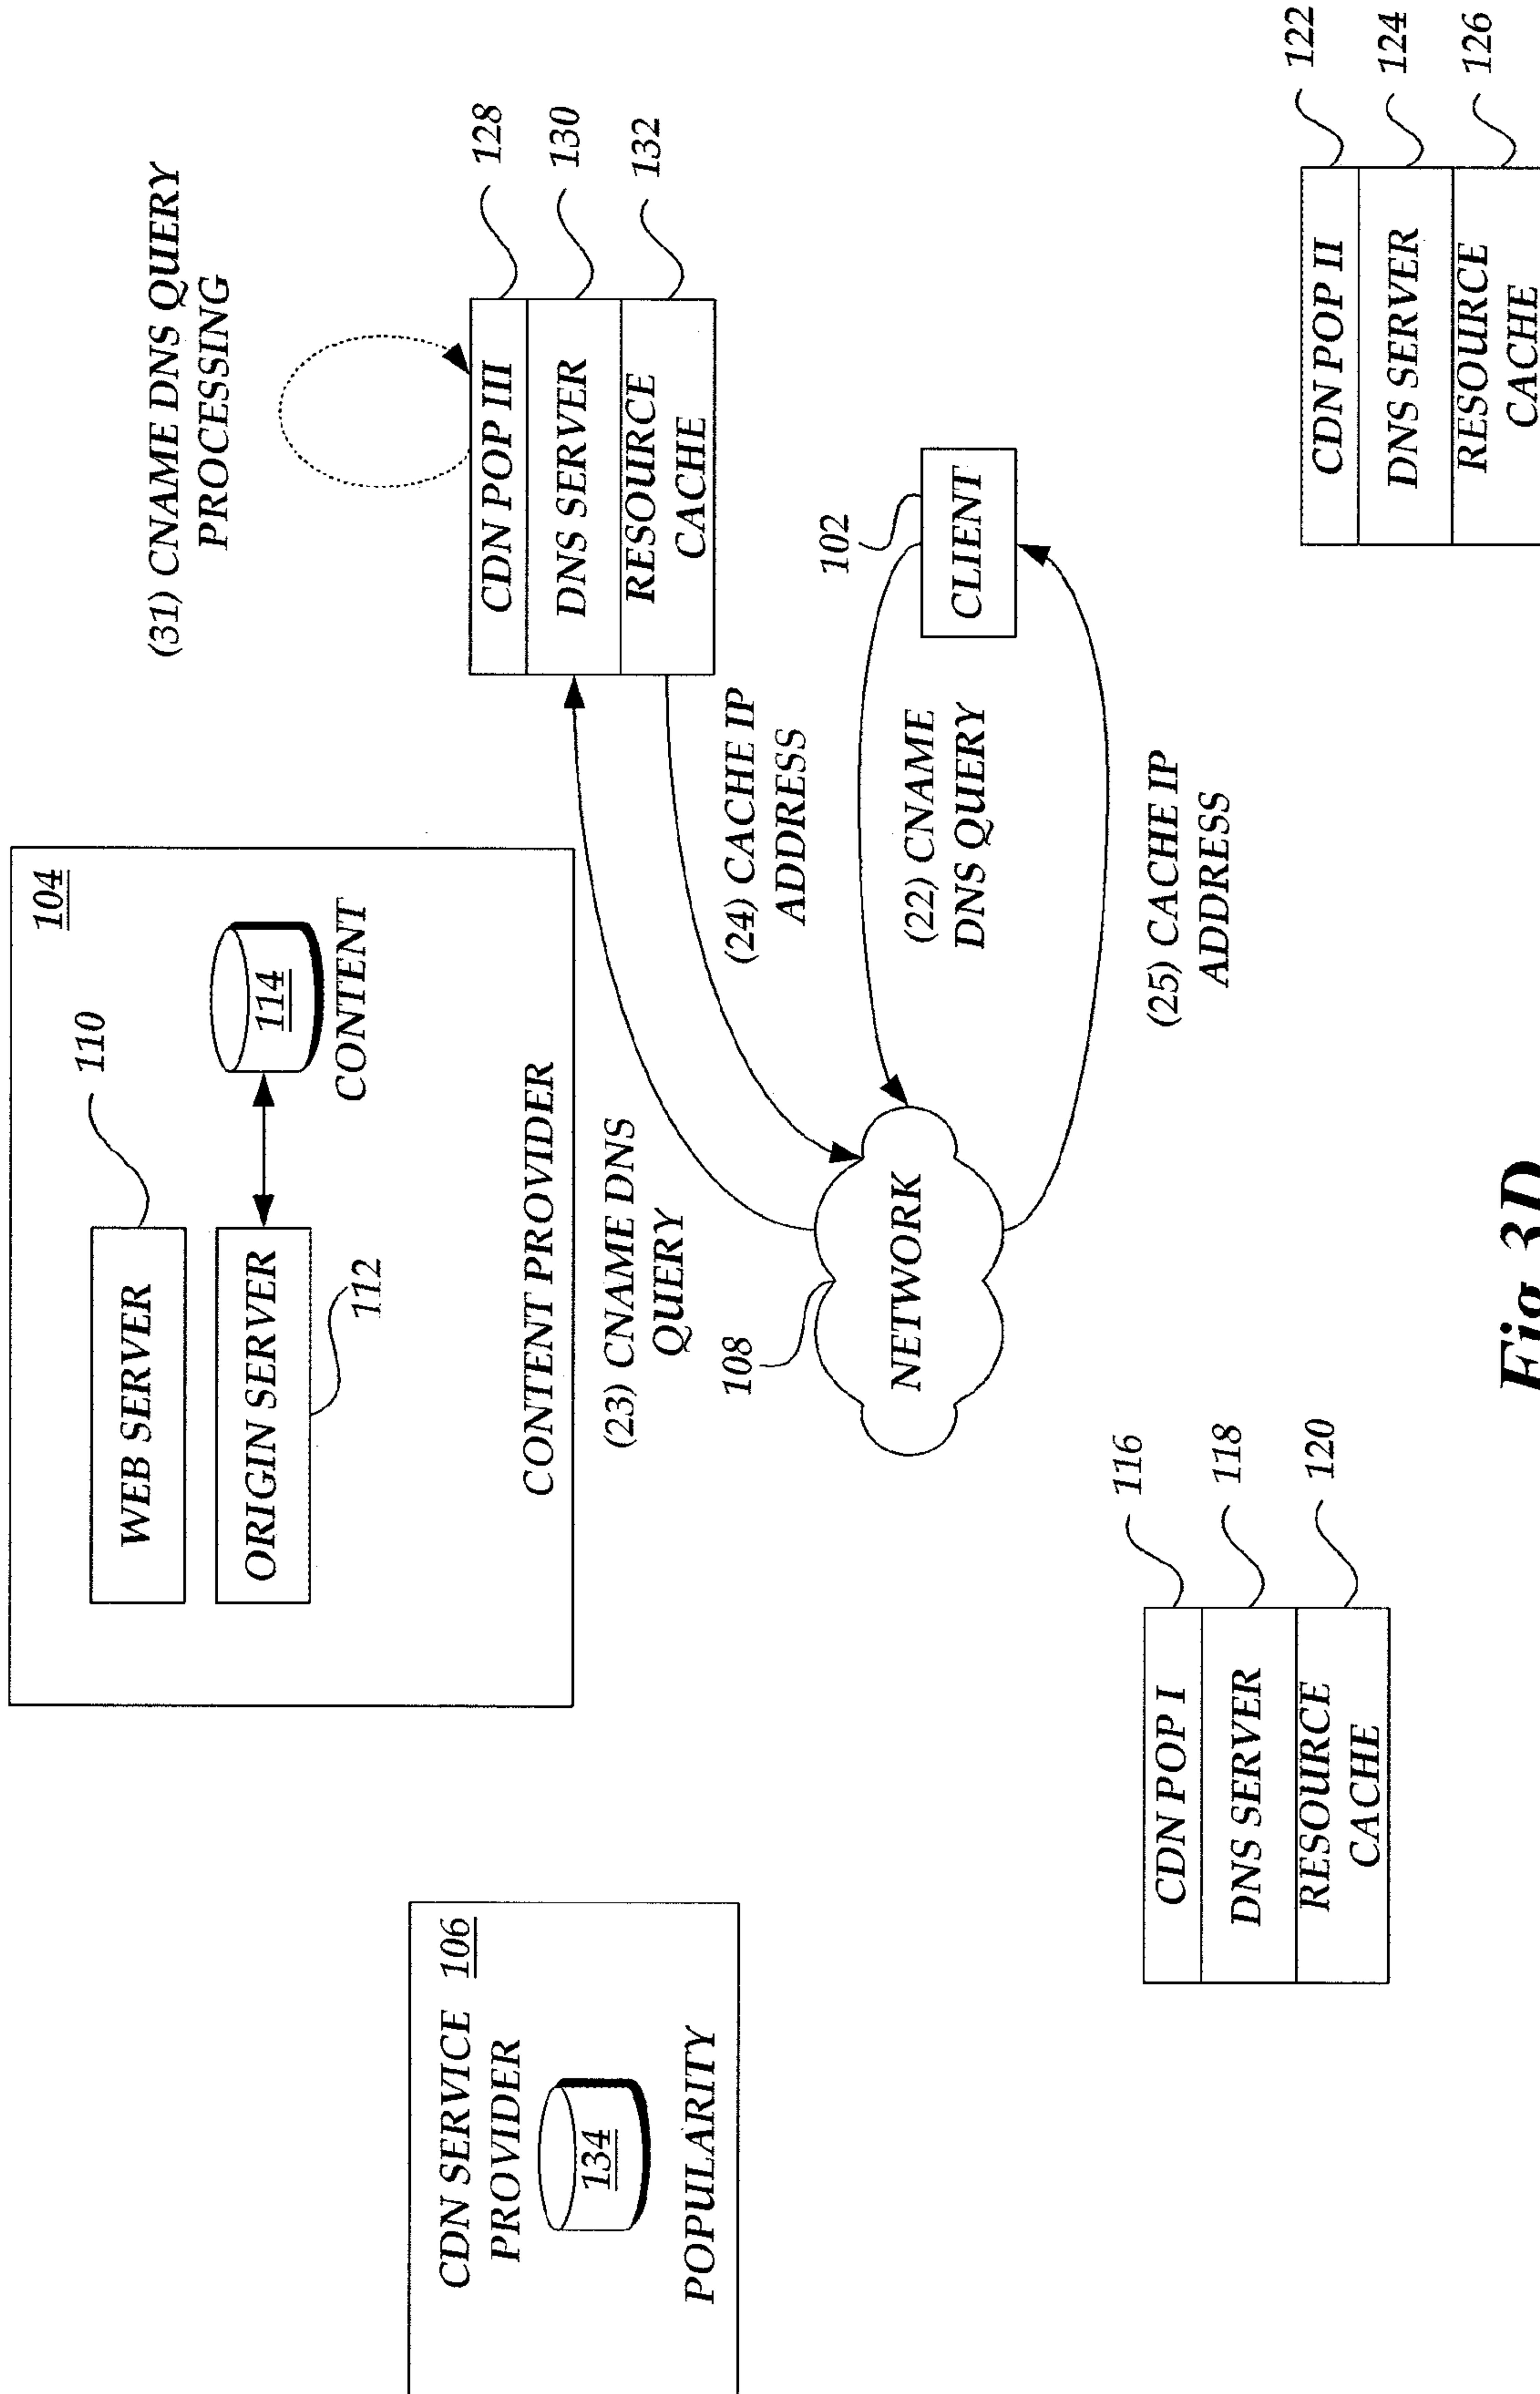 104
110
WEB SERVER
ORIGIN SERVER
114
CONTENT
112
CONTENT PROVIDER
CDN SERVICE
PROVIDER
106
134
POPULARITY
(31) CNAME DNS QUERY
PROCESSING
CDN POP III
DNS SERVER
RESOURCE
CACHE
128
130
132
(23) CNAME DNS
QUERY
(24) CACHE IP
ADDRESS
108
NETWORK
(22) CNAME
DNS QUERY
102
CLIENT
(25) CACHE IP
ADDRESS
CDN POP I
DNS SERVER
RESOURCE
CACHE
116
118
120
CDN POP II
DNS SERVER
RESOURCE
CACHE
122
124
126
Fig.3D.